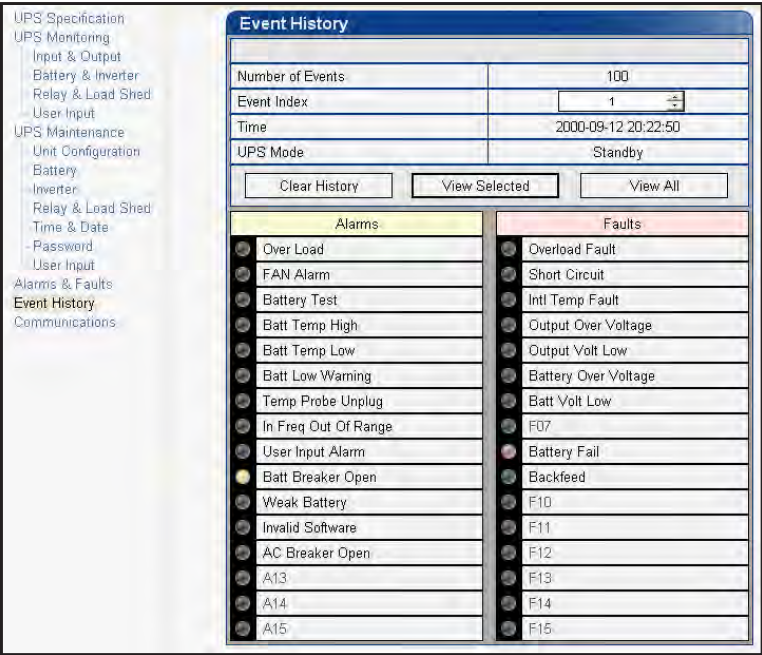 UPS Specification
UPS Monitoring
Input & Output
Battery & Inverter
Relay & Load Shed
User Input
UPS Maintenance
Unit Configuration
Battery
Inverter
Relay & Load Shed
Time & Date
Password
User Input
Alarms & Faults
Event History
Communications
Event History
Number of Events 100
Event Index 1
Time 2000-09-12 20:22:50
UPS Mode Standby
Clear History View Selected View All
Alarms
Over Load
FAN Alarm
Battery Test
Batt Temp High
Batt Temp Low
Batt Low Warning
Temp Probe Unplug
In Freq Out Of Range
User Input Alarm
Batt Breaker Open
Weak Battery
Invalid Software
AC Breaker Open
A13
A14
A15
Faults
Overload Fault
Short Circuit
Intl Temp Fault
Output Over Voltage
Output Volt Low
Battery Over Voltage
Batt Volt Low
F07
Battery Fail
Backfeed
F10
F11
F12
F13
F14
F15